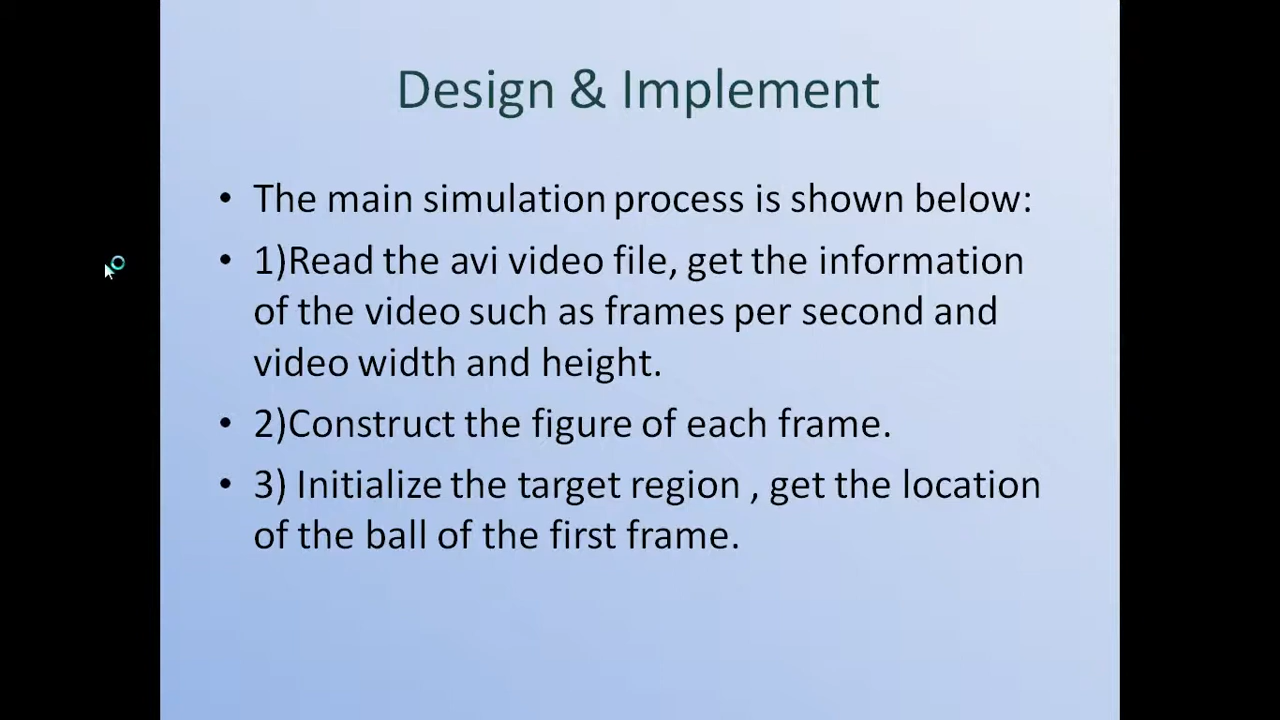 Design & Implement
• The main simulation process is shown below:
• 1)Read the avi video file, get the information
of the video such as frames per second and
video width and height.
• 2)Construct the figure of each frame.
• 3) Initialize the target region , get the location
of the ball of the first frame.